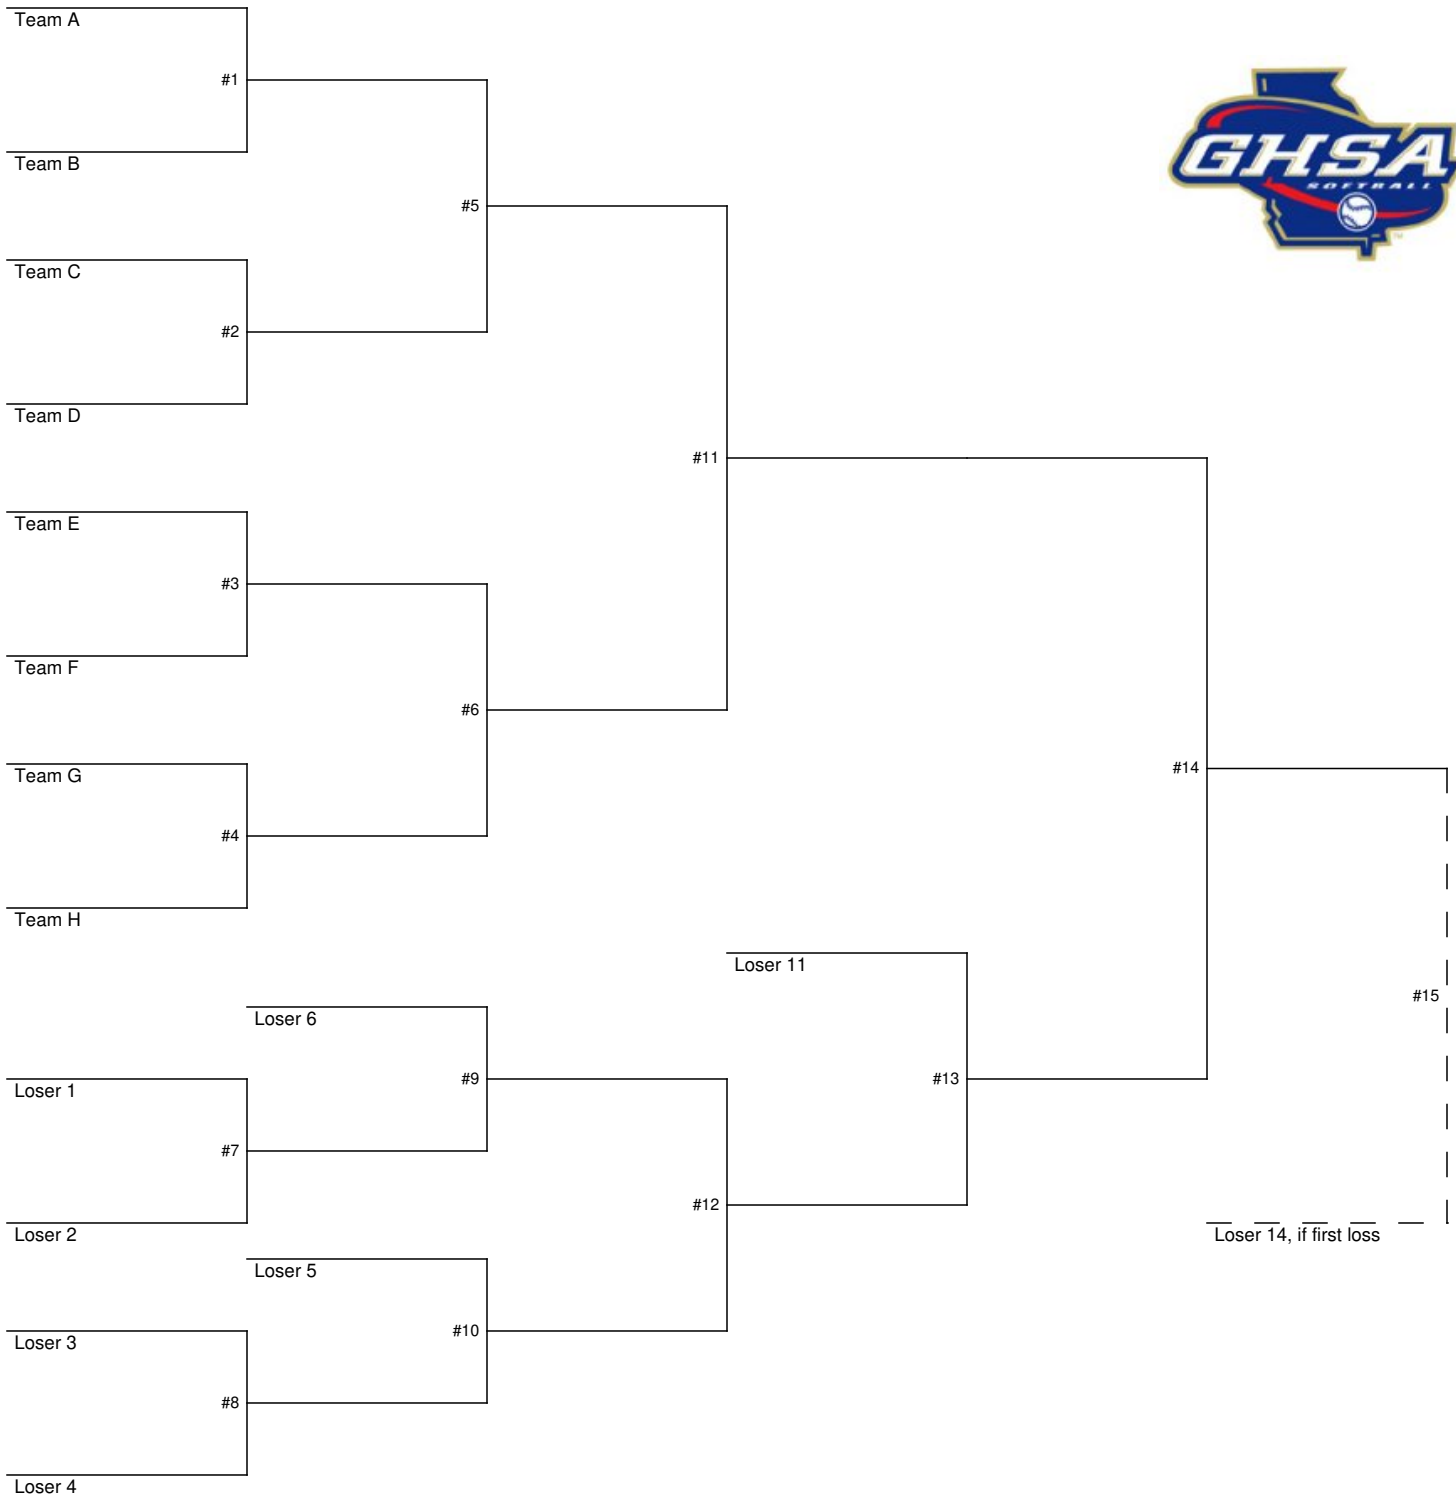 Team A
#1
Team B
#5
Team C
#2
Team D
#11
Team E
#3
Team F
#6
Team G
#4
Team H
GHSA
SOFTBALL
TM
#14
Loser 11
#15
Loser 6
#9
#13
Loser 1
#7
#12
Loser 2
Loser 14, if first loss
Loser 5
#10
Loser 3
#8
Loser 4